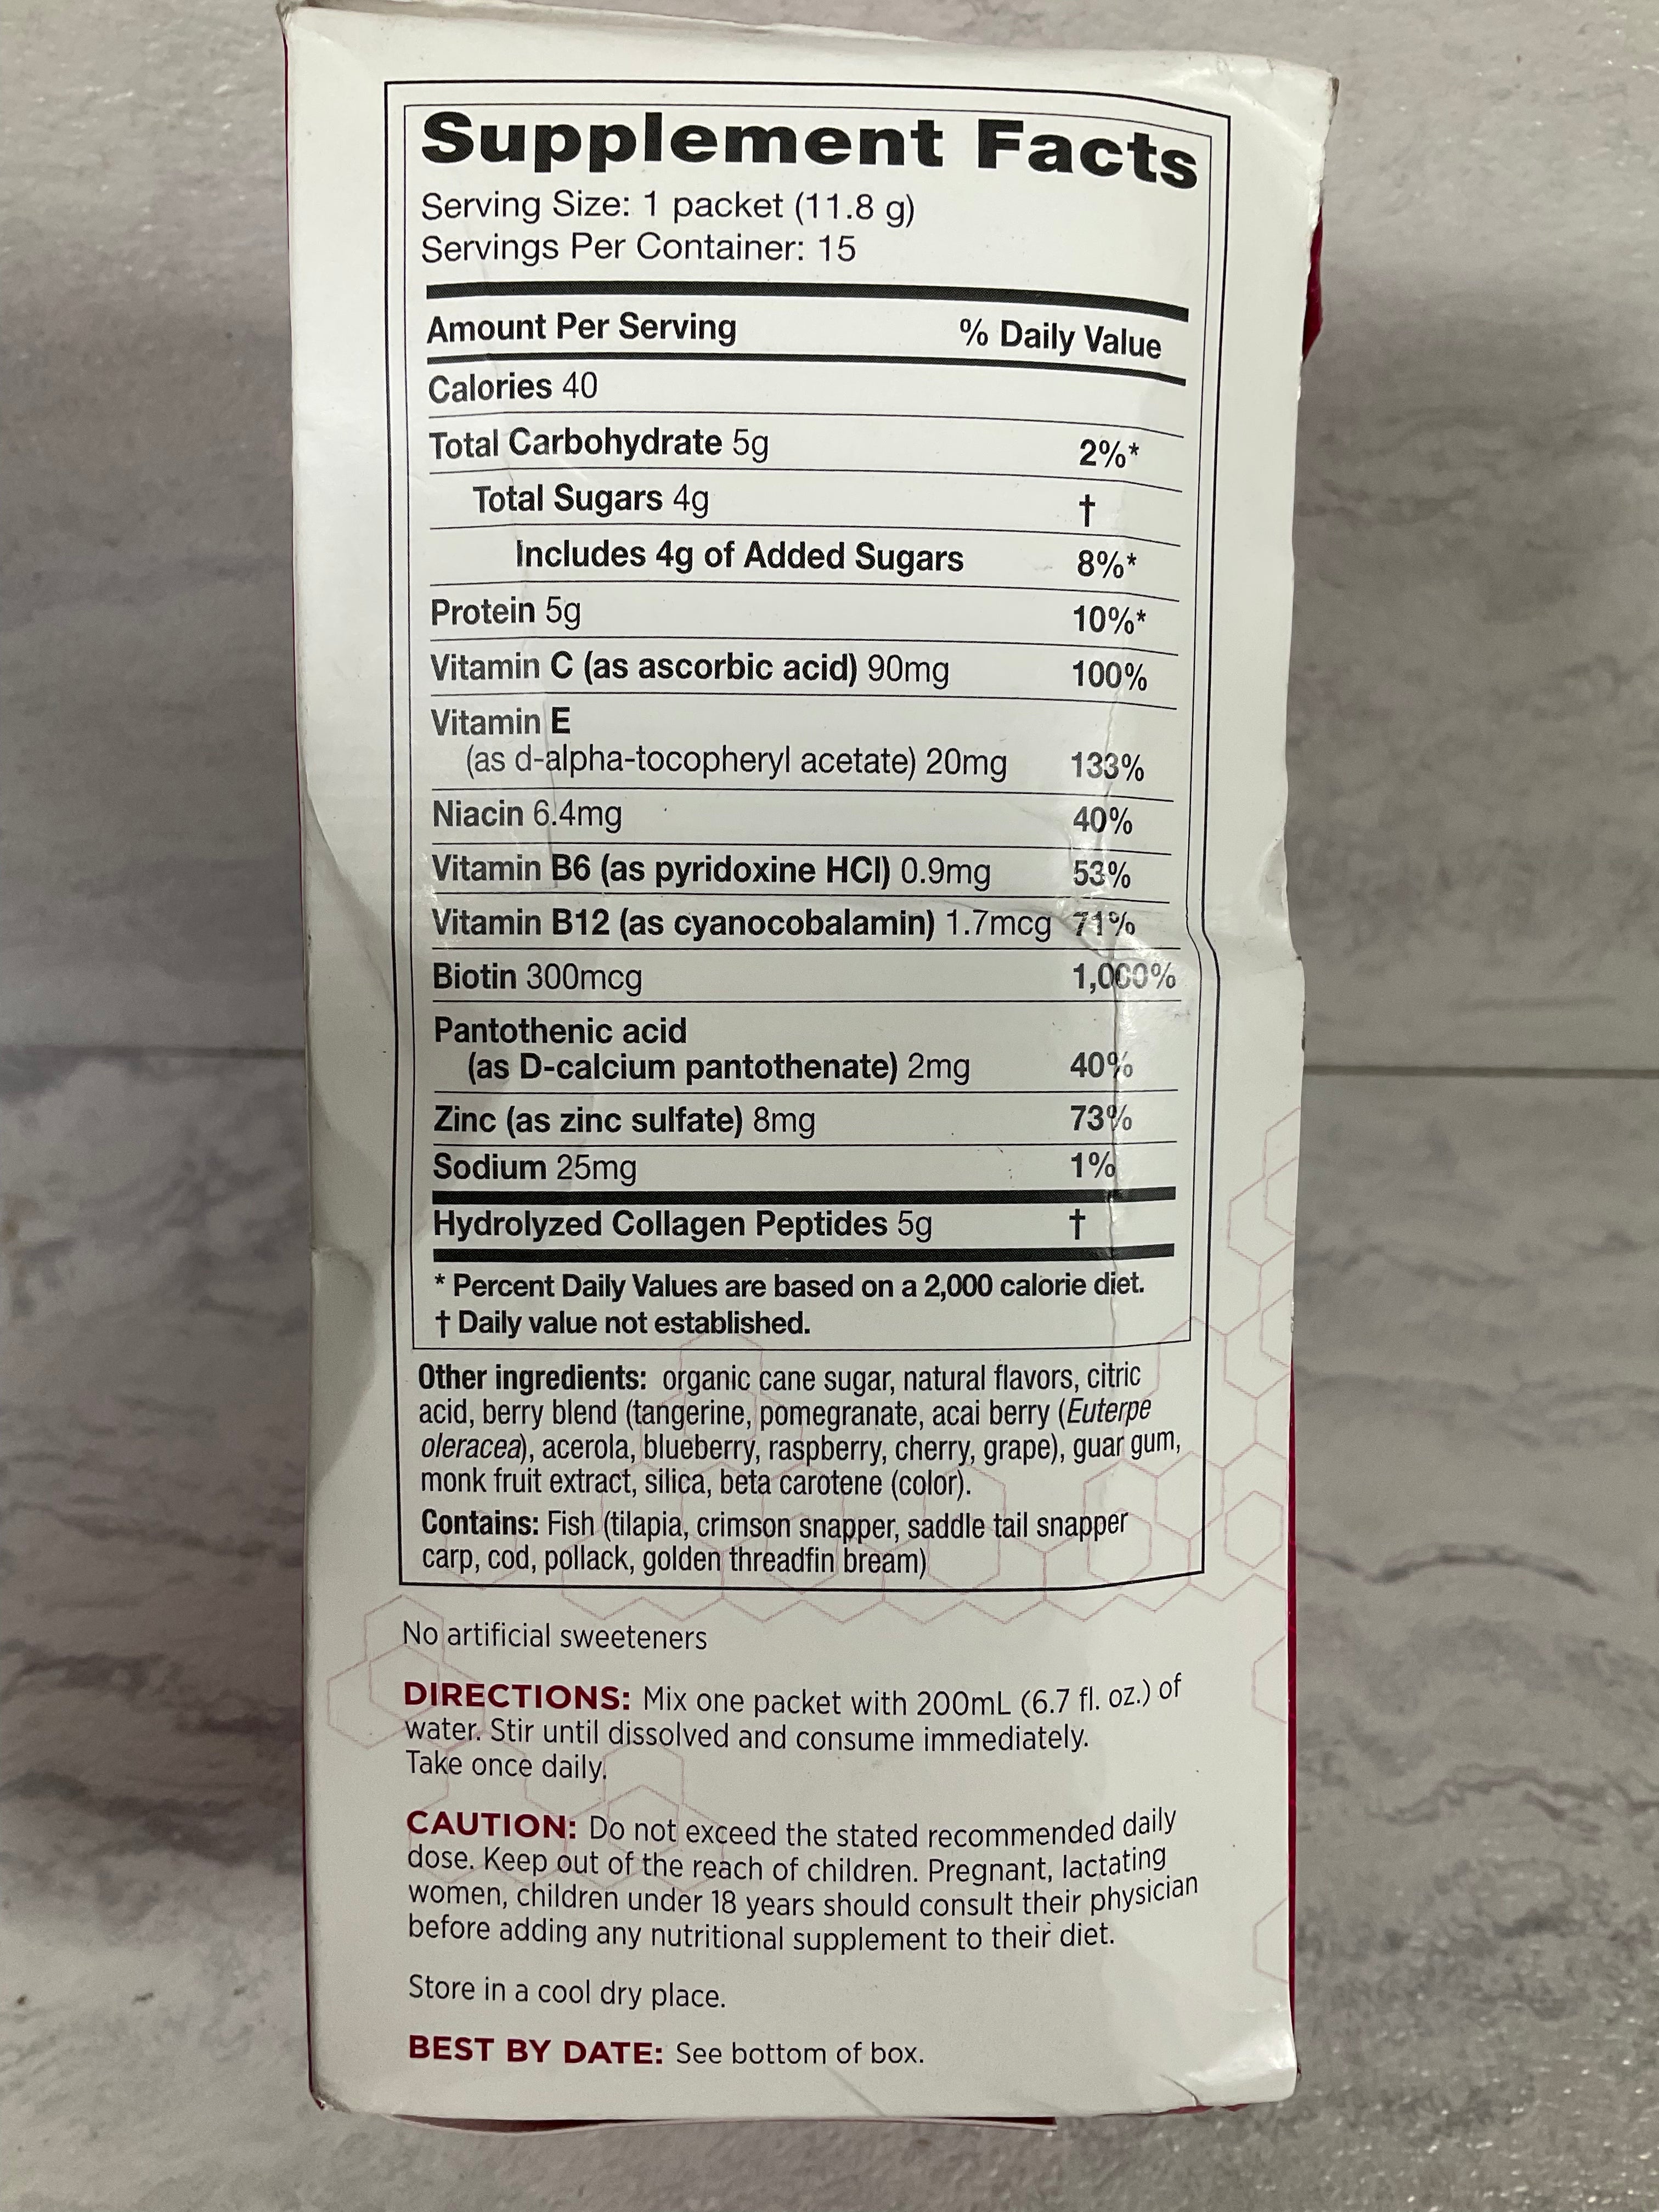 Supplement Facts
Serving Size: 1 packet (11.8 g)
Servings Per Container: 15
Amount Per Serving % Daily Value
Calories 40
Total Carbohydrate 5g 2%*
Total Sugars 4g †
Includes 4g of Added Sugars 8%*
Protein 5g 10%*
Vitamin C (as ascorbic acid) 90mg 100%
Vitamin E
(as d-alpha-tocopheryl acetate) 20mg 133%
Niacin 6.4mg 40%
Vitamin B6 (as pyridoxine HCl) 0.9mg 53%
Vitamin B12 (as cyanocobalamin) 1.7mcg 71%
Biotin 300mcg 1,000%
Pantothenic acid
(as D-calcium pantothenate) 2mg 40%
Zinc (as zinc sulfate) 8mg 73%
Sodium 25mg 1%
Hydrolyzed Collagen Peptides 5g †
* Percent Daily Values are based on a 2,000 calorie diet.
† Daily value not established.
Other ingredients: organic cane sugar, natural flavors, citric
acid, berry blend (tangerine, pomegranate, acai berry (Euterpe
oleracea), acerola, blueberry, raspberry, cherry, grape), guar gum,
monk fruit extract, silica, beta carotene (color).
Contains: Fish (tilapia, crimson snapper, saddle tail snapper
carp, cod, pollack, golden threadfin bream)
No artificial sweeteners
DIRECTIONS: Mix one packet with 200mL (6.7 fl. oz.) of
water. Stir until dissolved and consume immediately.
Take once daily.
CAUTION: Do not exceed the stated recommended daily
dose. Keep out of the reach of children. Pregnant, lactating
women, children under 18 years should consult their physician
before adding any nutritional supplement to their diet.
Store in a cool dry place.
BEST BY DATE: See bottom of box.